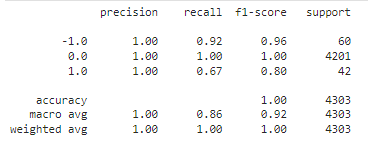 precision recall f1-score support
-1.0 1.00 0.92 0.96 60
0.0 1.00 1.00 1.00 4201
1.0 1.00 0.67 0.80 42
accuracy 1.00 4303
macro avg 1.00 0.86 0.92 4303
weighted avg 1.00 1.00 1.00 4303